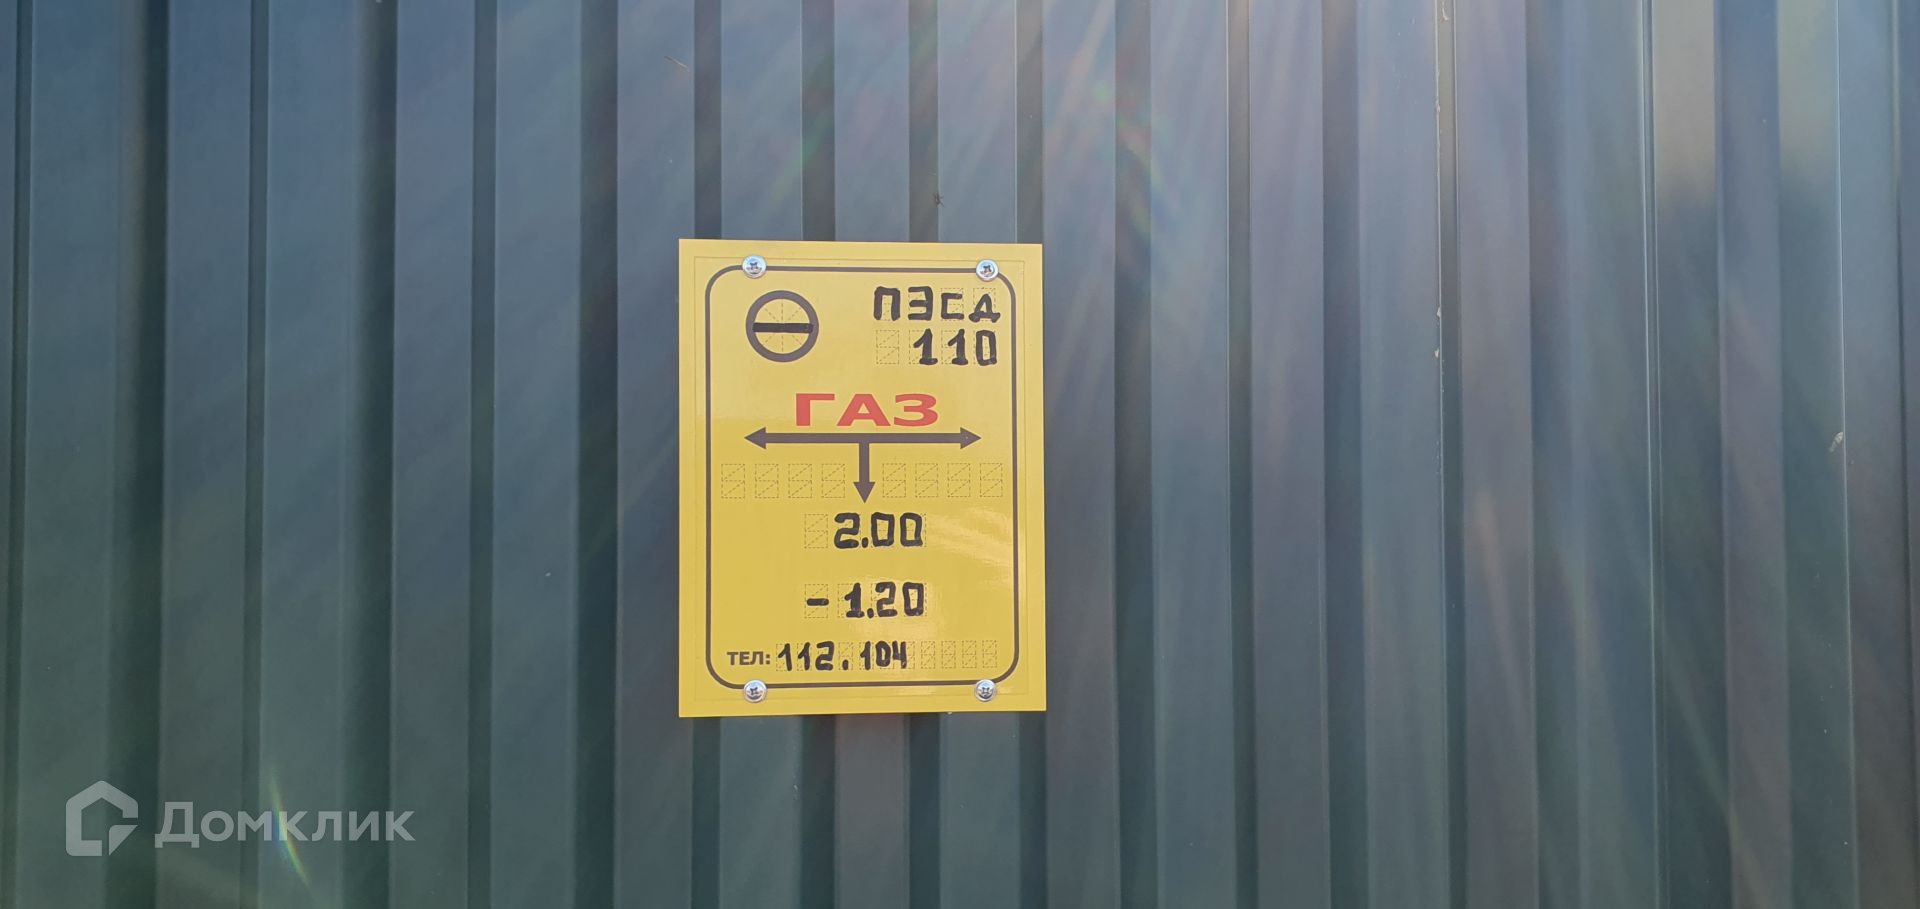 ПЭСД
110
ГАЗ
2.00
- 1.20
ТЕЛ: 112.104
Домклик